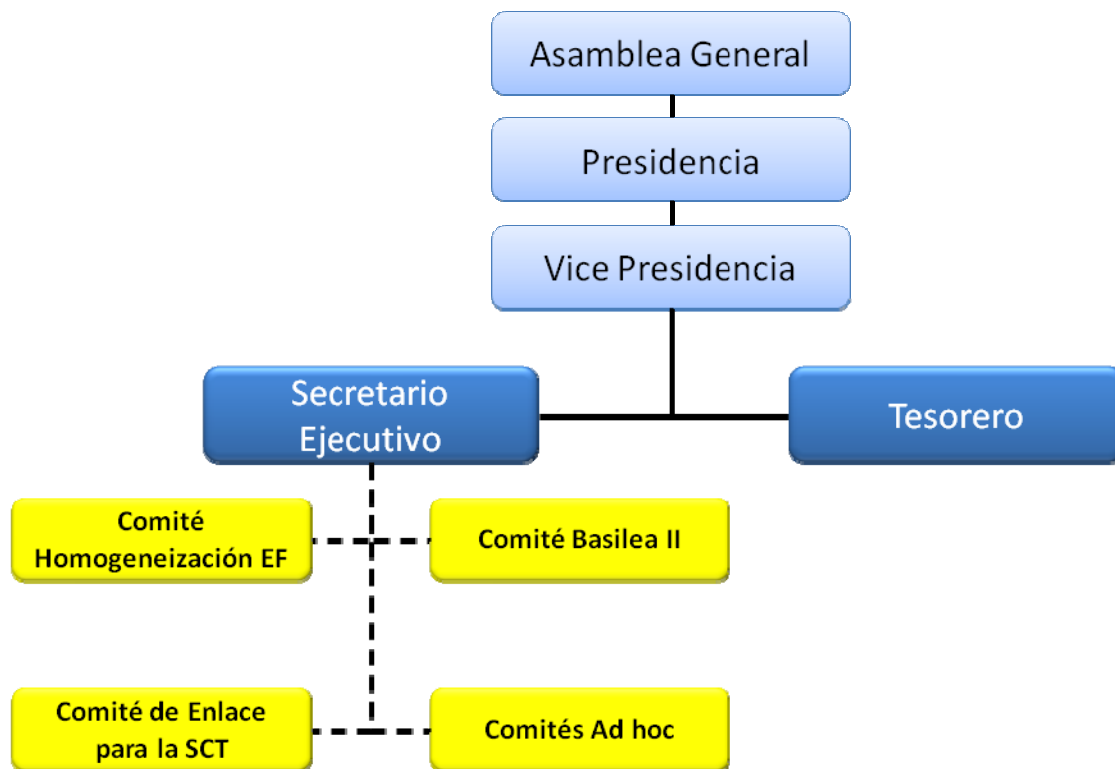 Asamblea General
Presidencia
Vice Presidencia
Secretario
Ejecutivo
Tesorero
Comité
Homogeneización EF
Comité Basilea II
Comité de Enlace
para la SCT
Comités Ad hoc